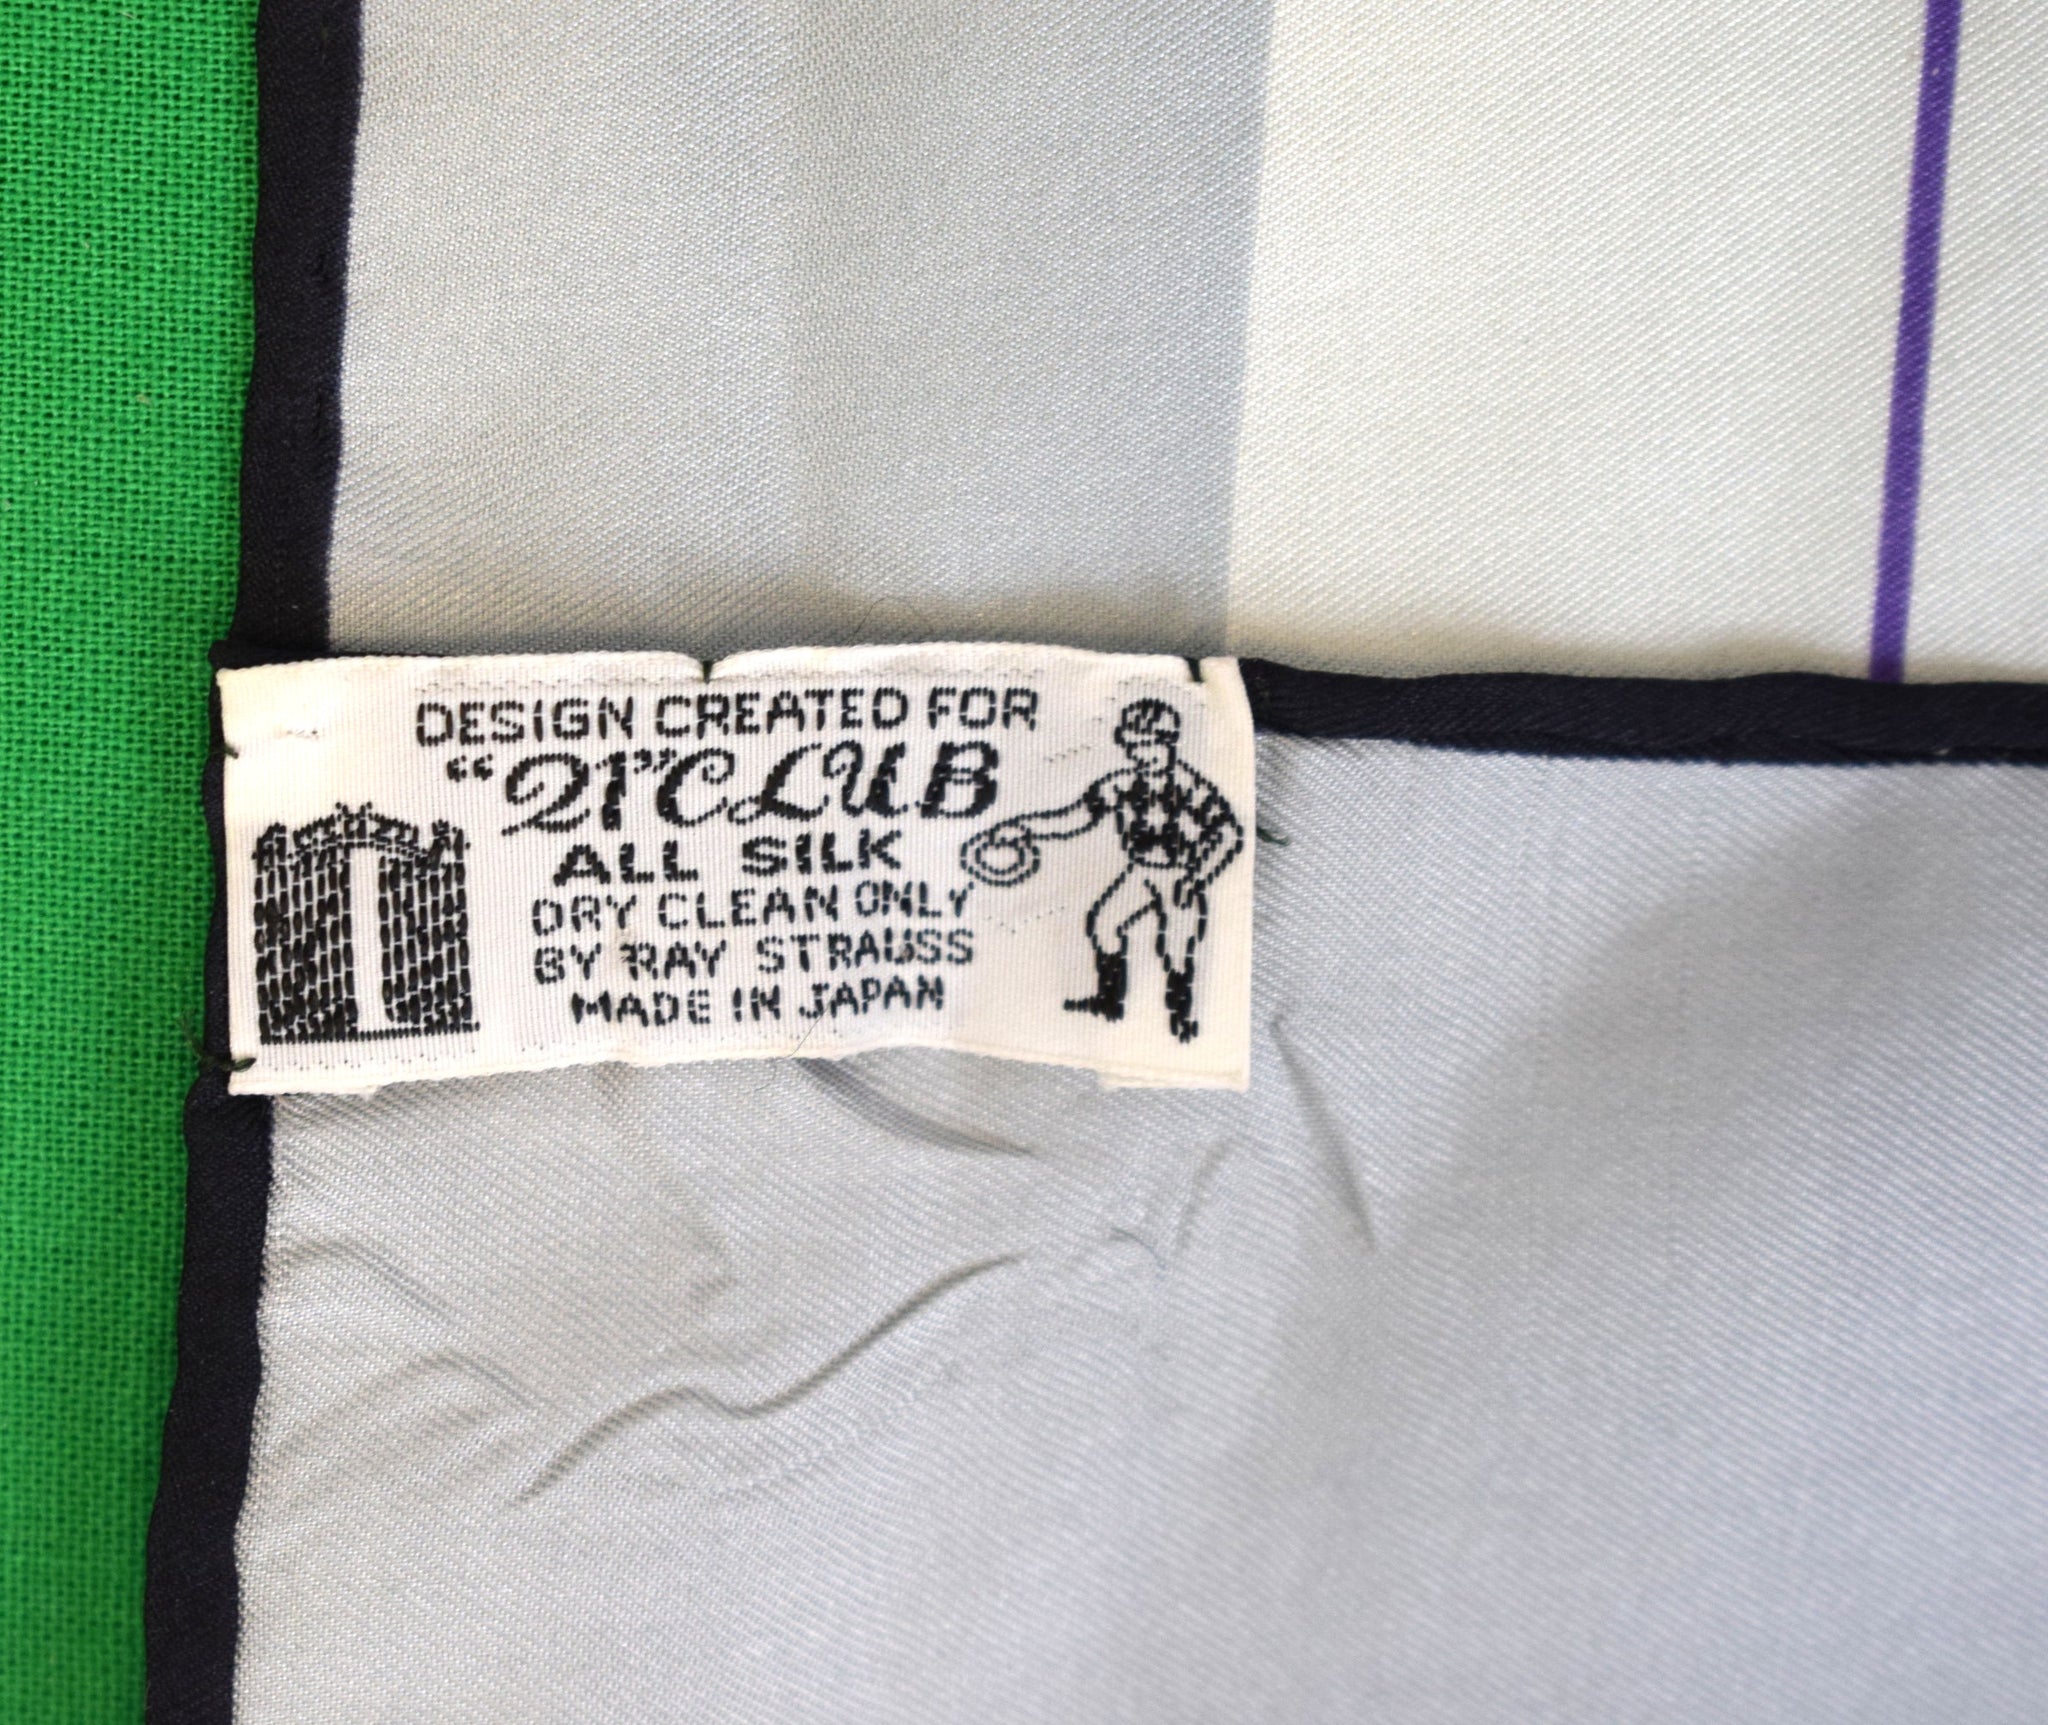 DESIGN CREATED FOR
"21" CLUB
ALL SILK
DRY CLEAN ONLY
BY RAY STRAUSS
MADE IN JAPAN